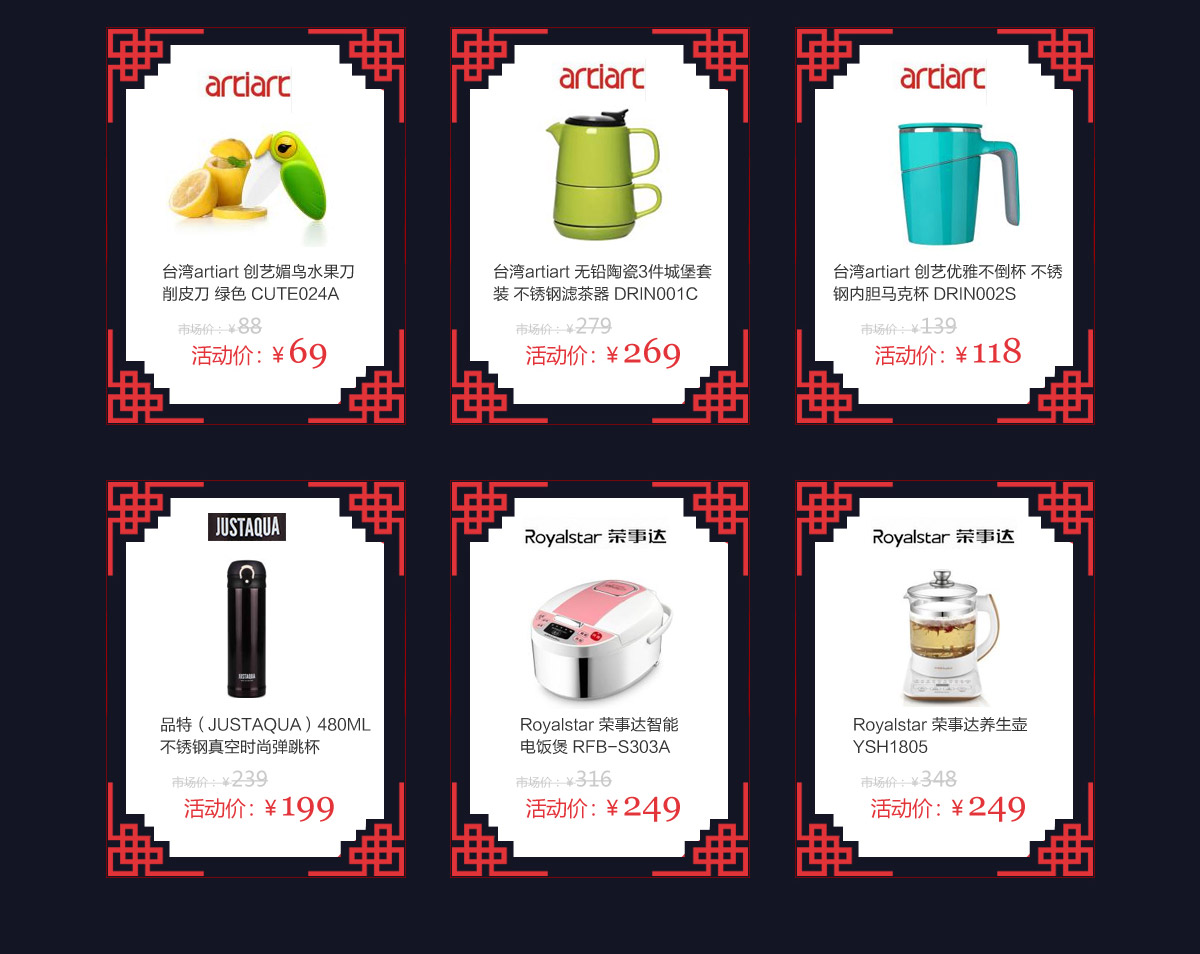 artiart
台湾artiart 创艺媚鸟水果刀
削皮刀 绿色 CUTE024A
市场价：¥88
活动价：¥69
artiart
台湾artiart 无铅陶瓷3件城堡套
装 不锈钢滤茶器 DRIN001C
市场价：¥279
活动价：¥269
artiart
台湾artiart 创艺优雅不倒杯 不锈
钢内胆马克杯 DRIN002S
市场价：¥139
活动价：¥118
JUSTAQUA
JUSTAQUA
品特（JUSTAQUA）480ML
不锈钢真空时尚弹跳杯
市场价：¥239
活动价：¥199
Royalstar 荣事达
Royalstar 荣事达智能
电饭煲 RFB-S303A
市场价：¥316
活动价：¥249
Royalstar 荣事达
Royalstar 荣事达养生壶
YSH1805
市场价：¥348
活动价：¥249